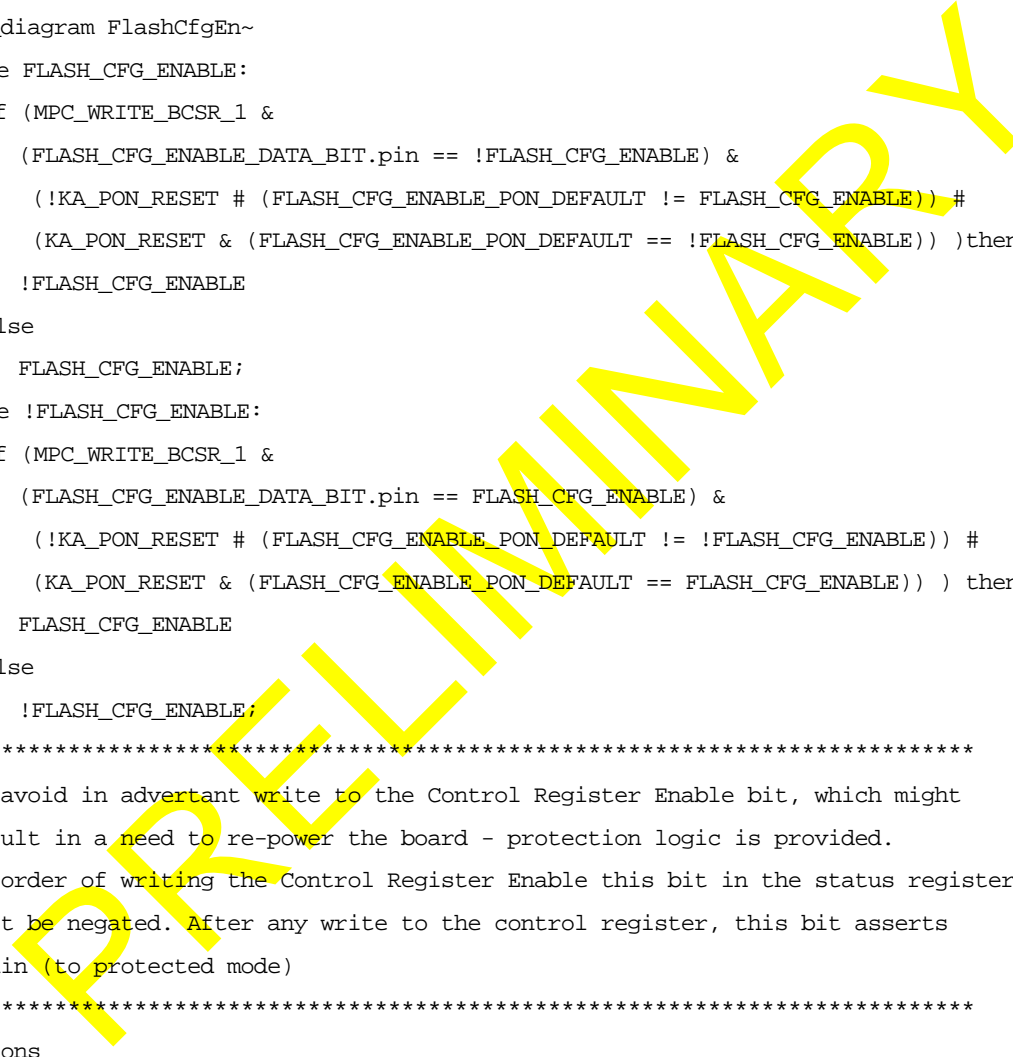 diagram FlashCfgEn~
e FLASH_CFG_ENABLE:
f (MPC_WRITE_BCSR_1 &
(FLASH_CFG_ENABLE_DATA_BIT.pin == !FLASH_CFG_ENABLE) &
(!KA_PON_RESET # (FLASH_CFG_ENABLE_PON_DEFAULT != FLASH_CFG_ENABLE)) #
(KA_PON_RESET & (FLASH_CFG_ENABLE_PON_DEFAULT == !FLASH_CFG_ENABLE)) )then
!FLASH_CFG_ENABLE
lse
FLASH_CFG_ENABLE;
e !FLASH_CFG_ENABLE:
f (MPC_WRITE_BCSR_1 &
(FLASH_CFG_ENABLE_DATA_BIT.pin == FLASH_CFG_ENABLE) &
(!KA_PON_RESET # (FLASH_CFG_ENABLE_PON_DEFAULT != !FLASH_CFG_ENABLE)) #
(KA_PON_RESET & (FLASH_CFG_ENABLE_PON_DEFAULT == FLASH_CFG_ENABLE)) ) then
FLASH_CFG_ENABLE
lse
!FLASH_CFG_ENABLE;
*************************************************************************
avoid in advertant write to the Control Register Enable bit, which might
ult in a need to re-power the board - protection logic is provided.
order of writing the Control Register Enable this bit in the status register
t be negated. After any write to the control register, this bit asserts
in (to protected mode)
*************************************************************************
ons
PRELIMINARY